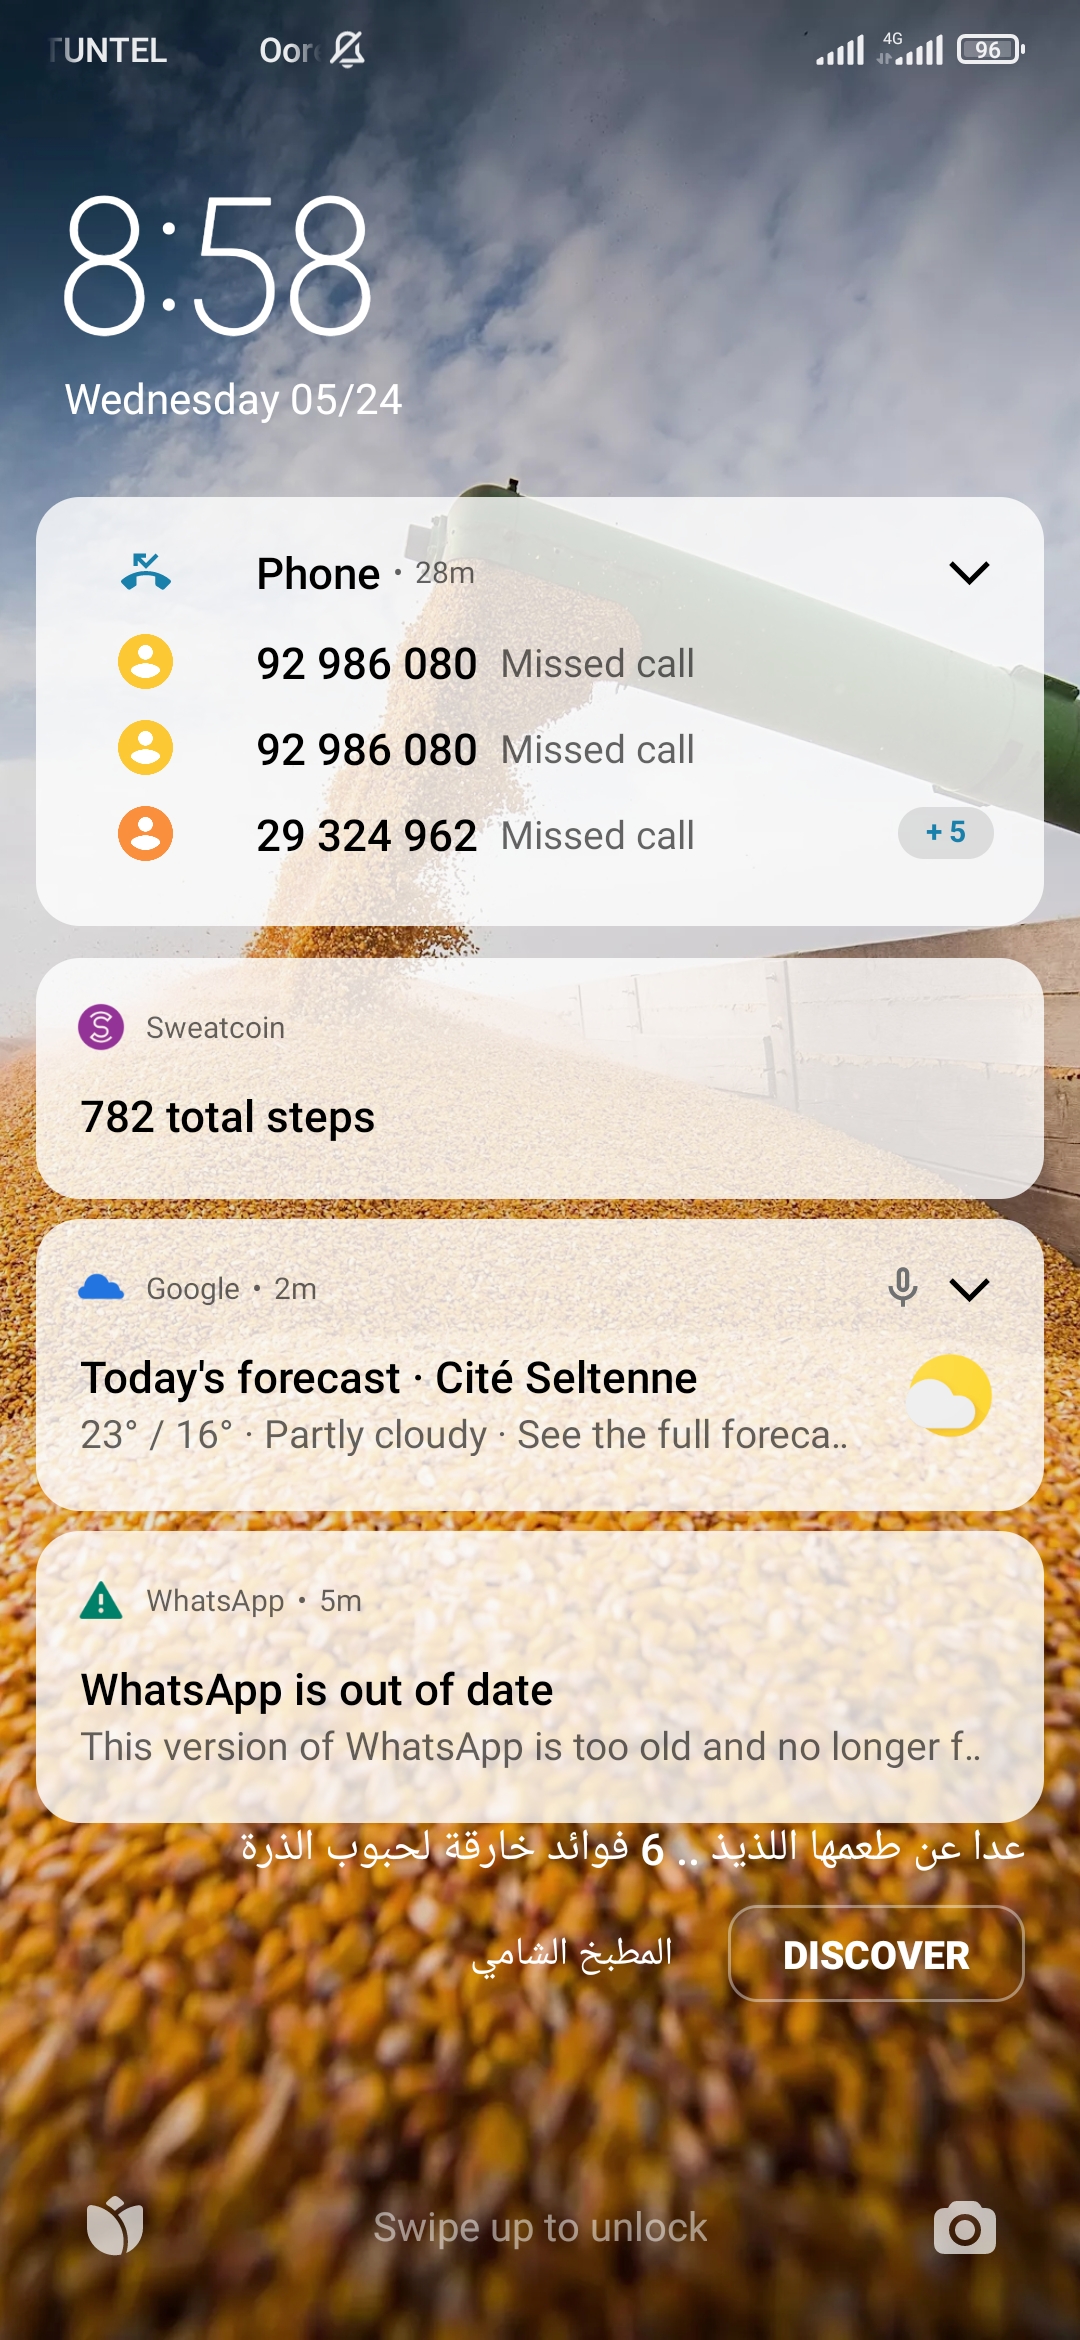 TUNTEL Oor 4G 96
8:58
Wednesday 05/24
Phone • 28m
92 986 080 Missed call
92 986 080 Missed call
29 324 962 Missed call +5
Sweatcoin
782 total steps
Google • 2m
Today's forecast · Cité Seltenne
23° / 16° · Partly cloudy · See the full foreca..
WhatsApp • 5m
WhatsApp is out of date
This version of WhatsApp is too old and no longer f..
عدا عن طعمها اللذيذ .. 6 فوائد خارقة لحبوب الذرة
المطبخ الشامي DISCOVER
Swipe up to unlock